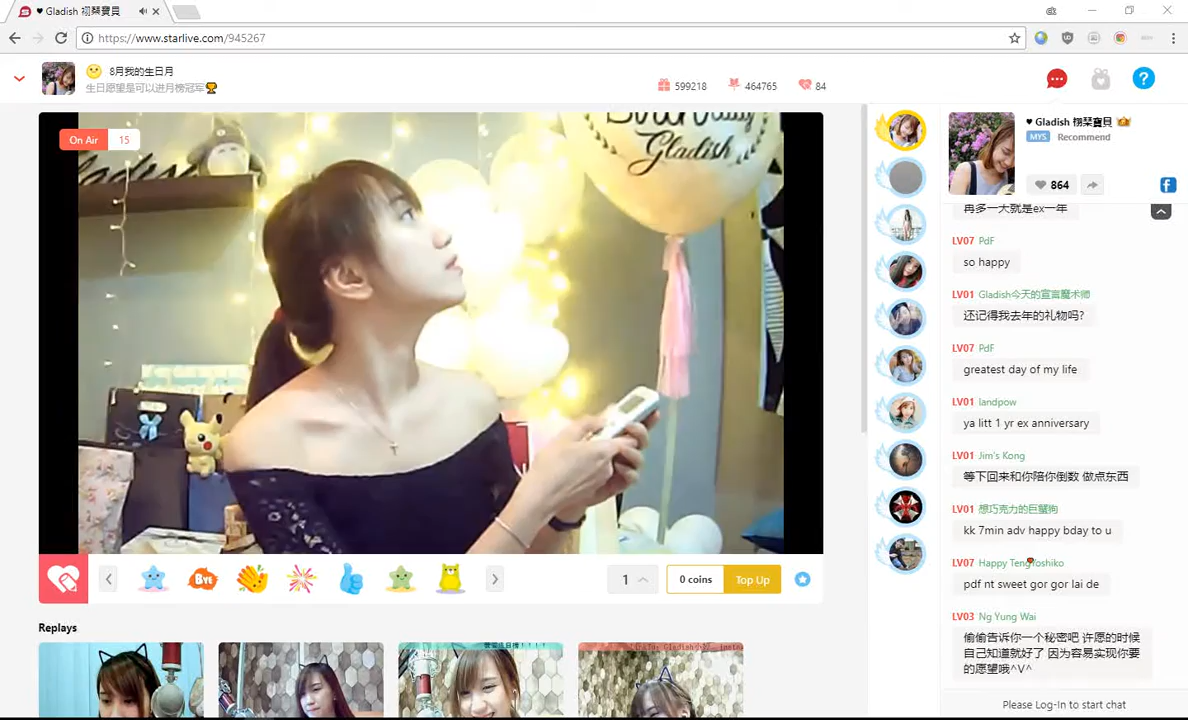 ♥ Gladish 栩琹寶貝
https://www.starlive.com/945267
8月我的生日月
生日愿望是可以进月榜冠军🏆
599218
464765
84
On Air
15
Gladish
BYE
1
0 coins
Top Up
Replays
♥ Gladish 栩琹寶貝
MYS
Recommend
864
再多一天就是ex一年
LV07 PdF
so happy
LV01 Gladish今天的宣言魔术师
还记得我去年的礼物吗?
LV07 PdF
greatest day of my life
LV01 landpow
ya litt 1 yr ex anniversary
LV01 Jim's Kong
等下回来和你陪你倒数 做点东西
LV01 想巧克力的巨蟹狗
kk 7min adv happy bday to u
LV07 Happy TengYoshiko
pdf nt sweet gor gor lai de
LV03 Ng Yung Wai
偷偷告诉你一个秘密吧 许愿的时候
自己知道就好了 因为容易实现你要
的愿望哦^V^
Please Log-In to start chat